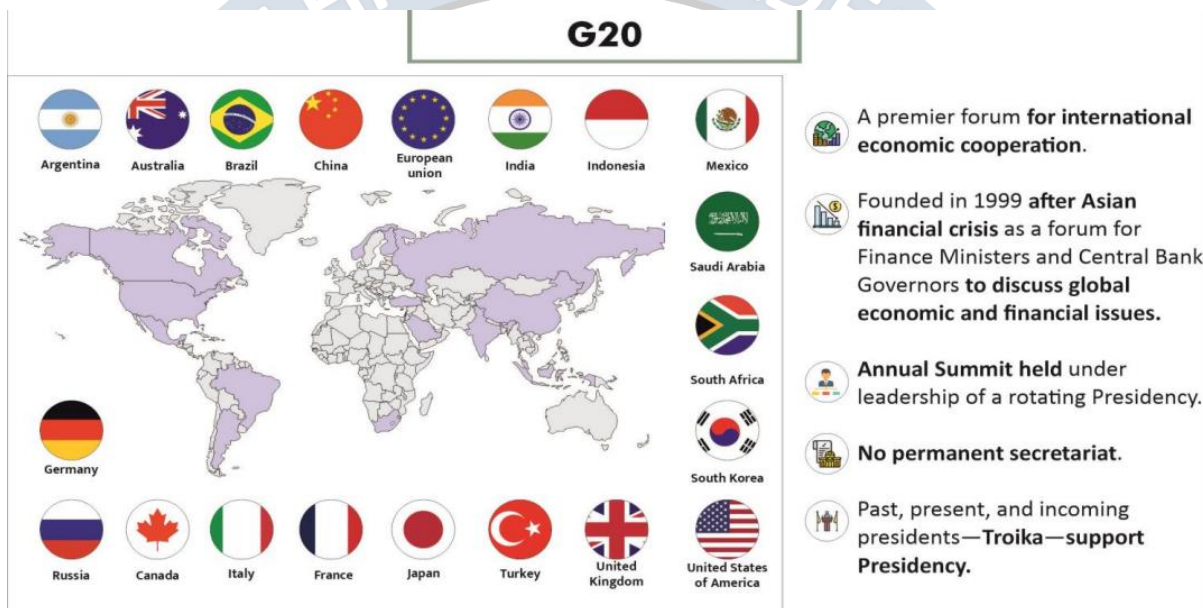 G20
Argentina
Australia
Brazil
China
European
union
India
Indonesia
Mexico
Saudi Arabia
South Africa
South Korea
Germany
Russia
Canada
Italy
France
Japan
Turkey
United
Kingdom
United States
of America
A premier forum for international
economic cooperation.
Founded in 1999 after Asian
financial crisis as a forum for
Finance Ministers and Central Bank
Governors to discuss global
economic and financial issues.
Annual Summit held under
leadership of a rotating Presidency.
No permanent secretariat.
Past, present, and incoming
presidents—Troika—support
Presidency.